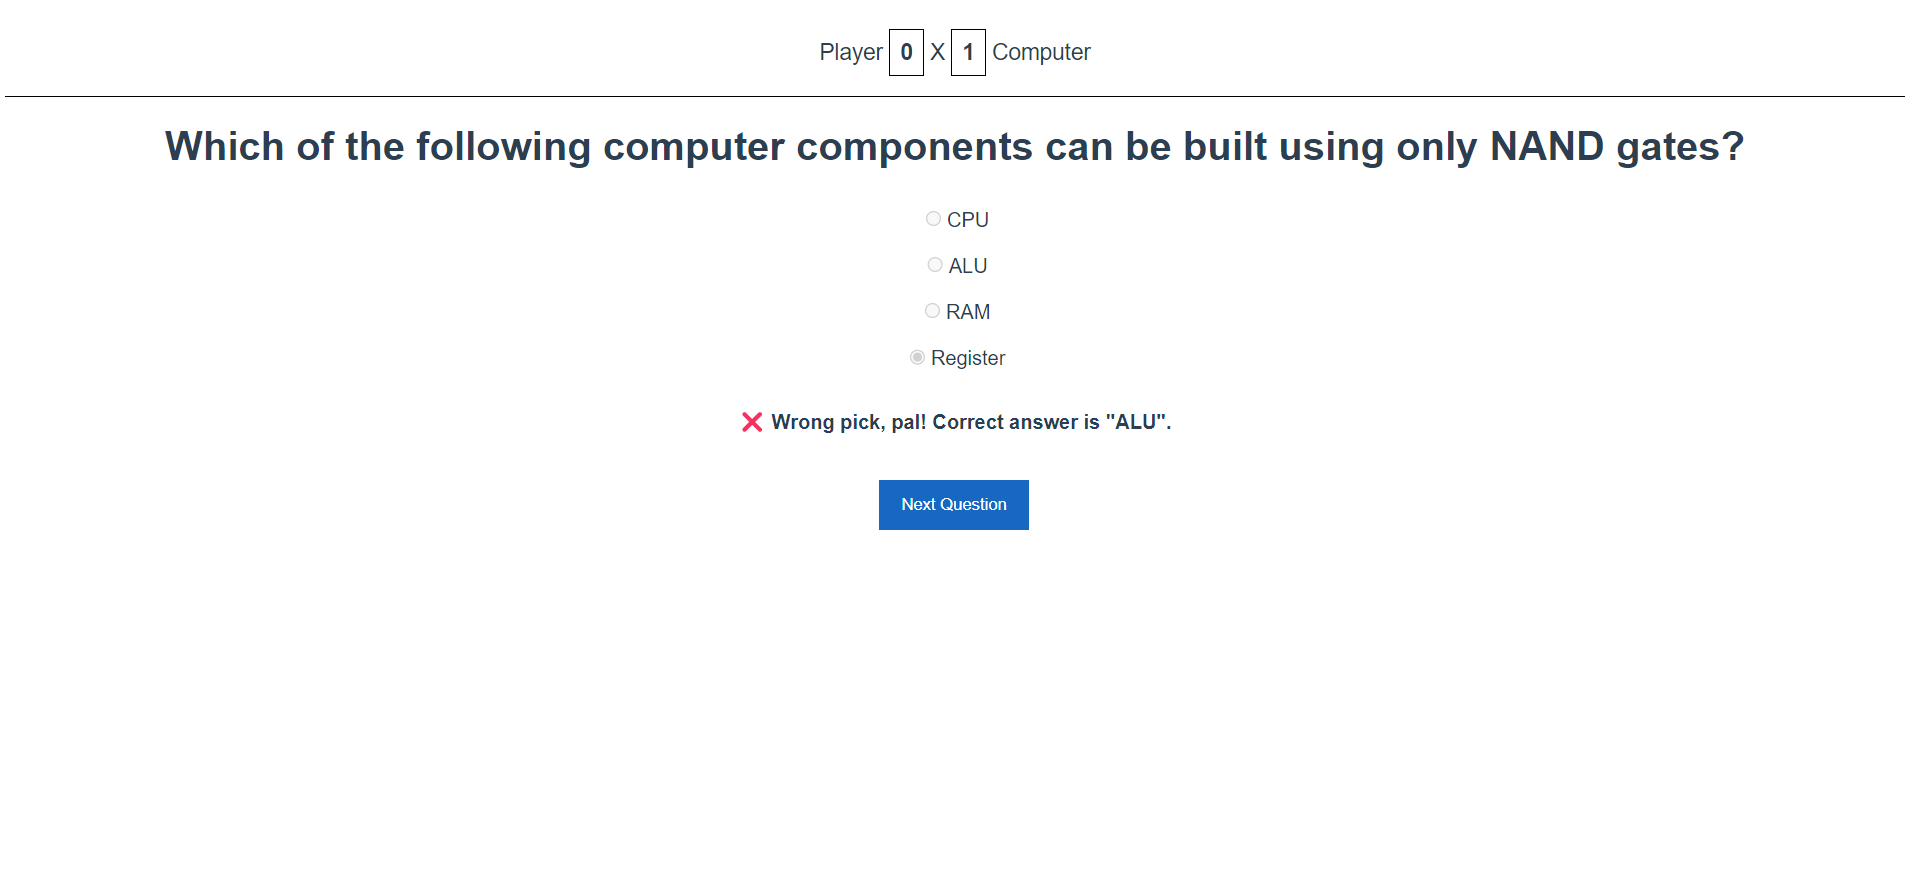 Player 0 X 1 Computer
Which of the following computer components can be built using only NAND gates?
CPU
ALU
RAM
Register
❌ Wrong pick, pal! Correct answer is "ALU".
Next Question